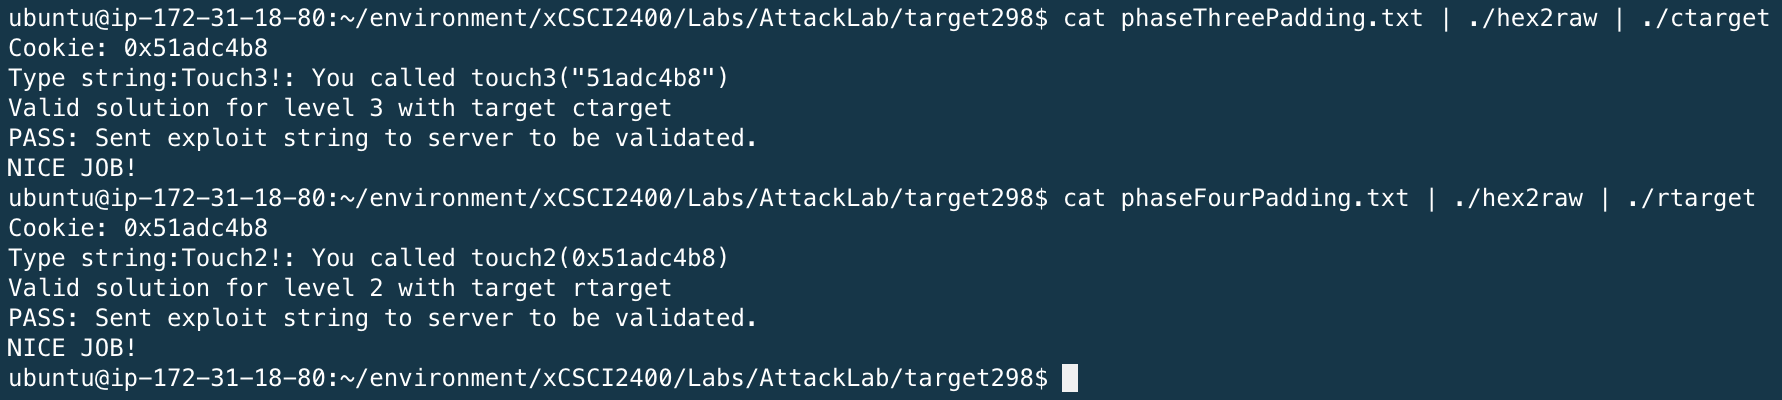 ubuntu@ip-172-31-18-80:~/environment/xCSCI2400/Labs/AttackLab/target298$ cat phaseThreePadding.txt | ./hex2raw | ./ctarget
Cookie: 0x51adc4b8
Type string:Touch3!: You called touch3("51adc4b8")
Valid solution for level 3 with target ctarget
PASS: Sent exploit string to server to be validated.
NICE JOB!
ubuntu@ip-172-31-18-80:~/environment/xCSCI2400/Labs/AttackLab/target298$ cat phaseFourPadding.txt | ./hex2raw | ./rtarget
Cookie: 0x51adc4b8
Type string:Touch2!: You called touch2(0x51adc4b8)
Valid solution for level 2 with target rtarget
PASS: Sent exploit string to server to be validated.
NICE JOB!
ubuntu@ip-172-31-18-80:~/environment/xCSCI2400/Labs/AttackLab/target298$